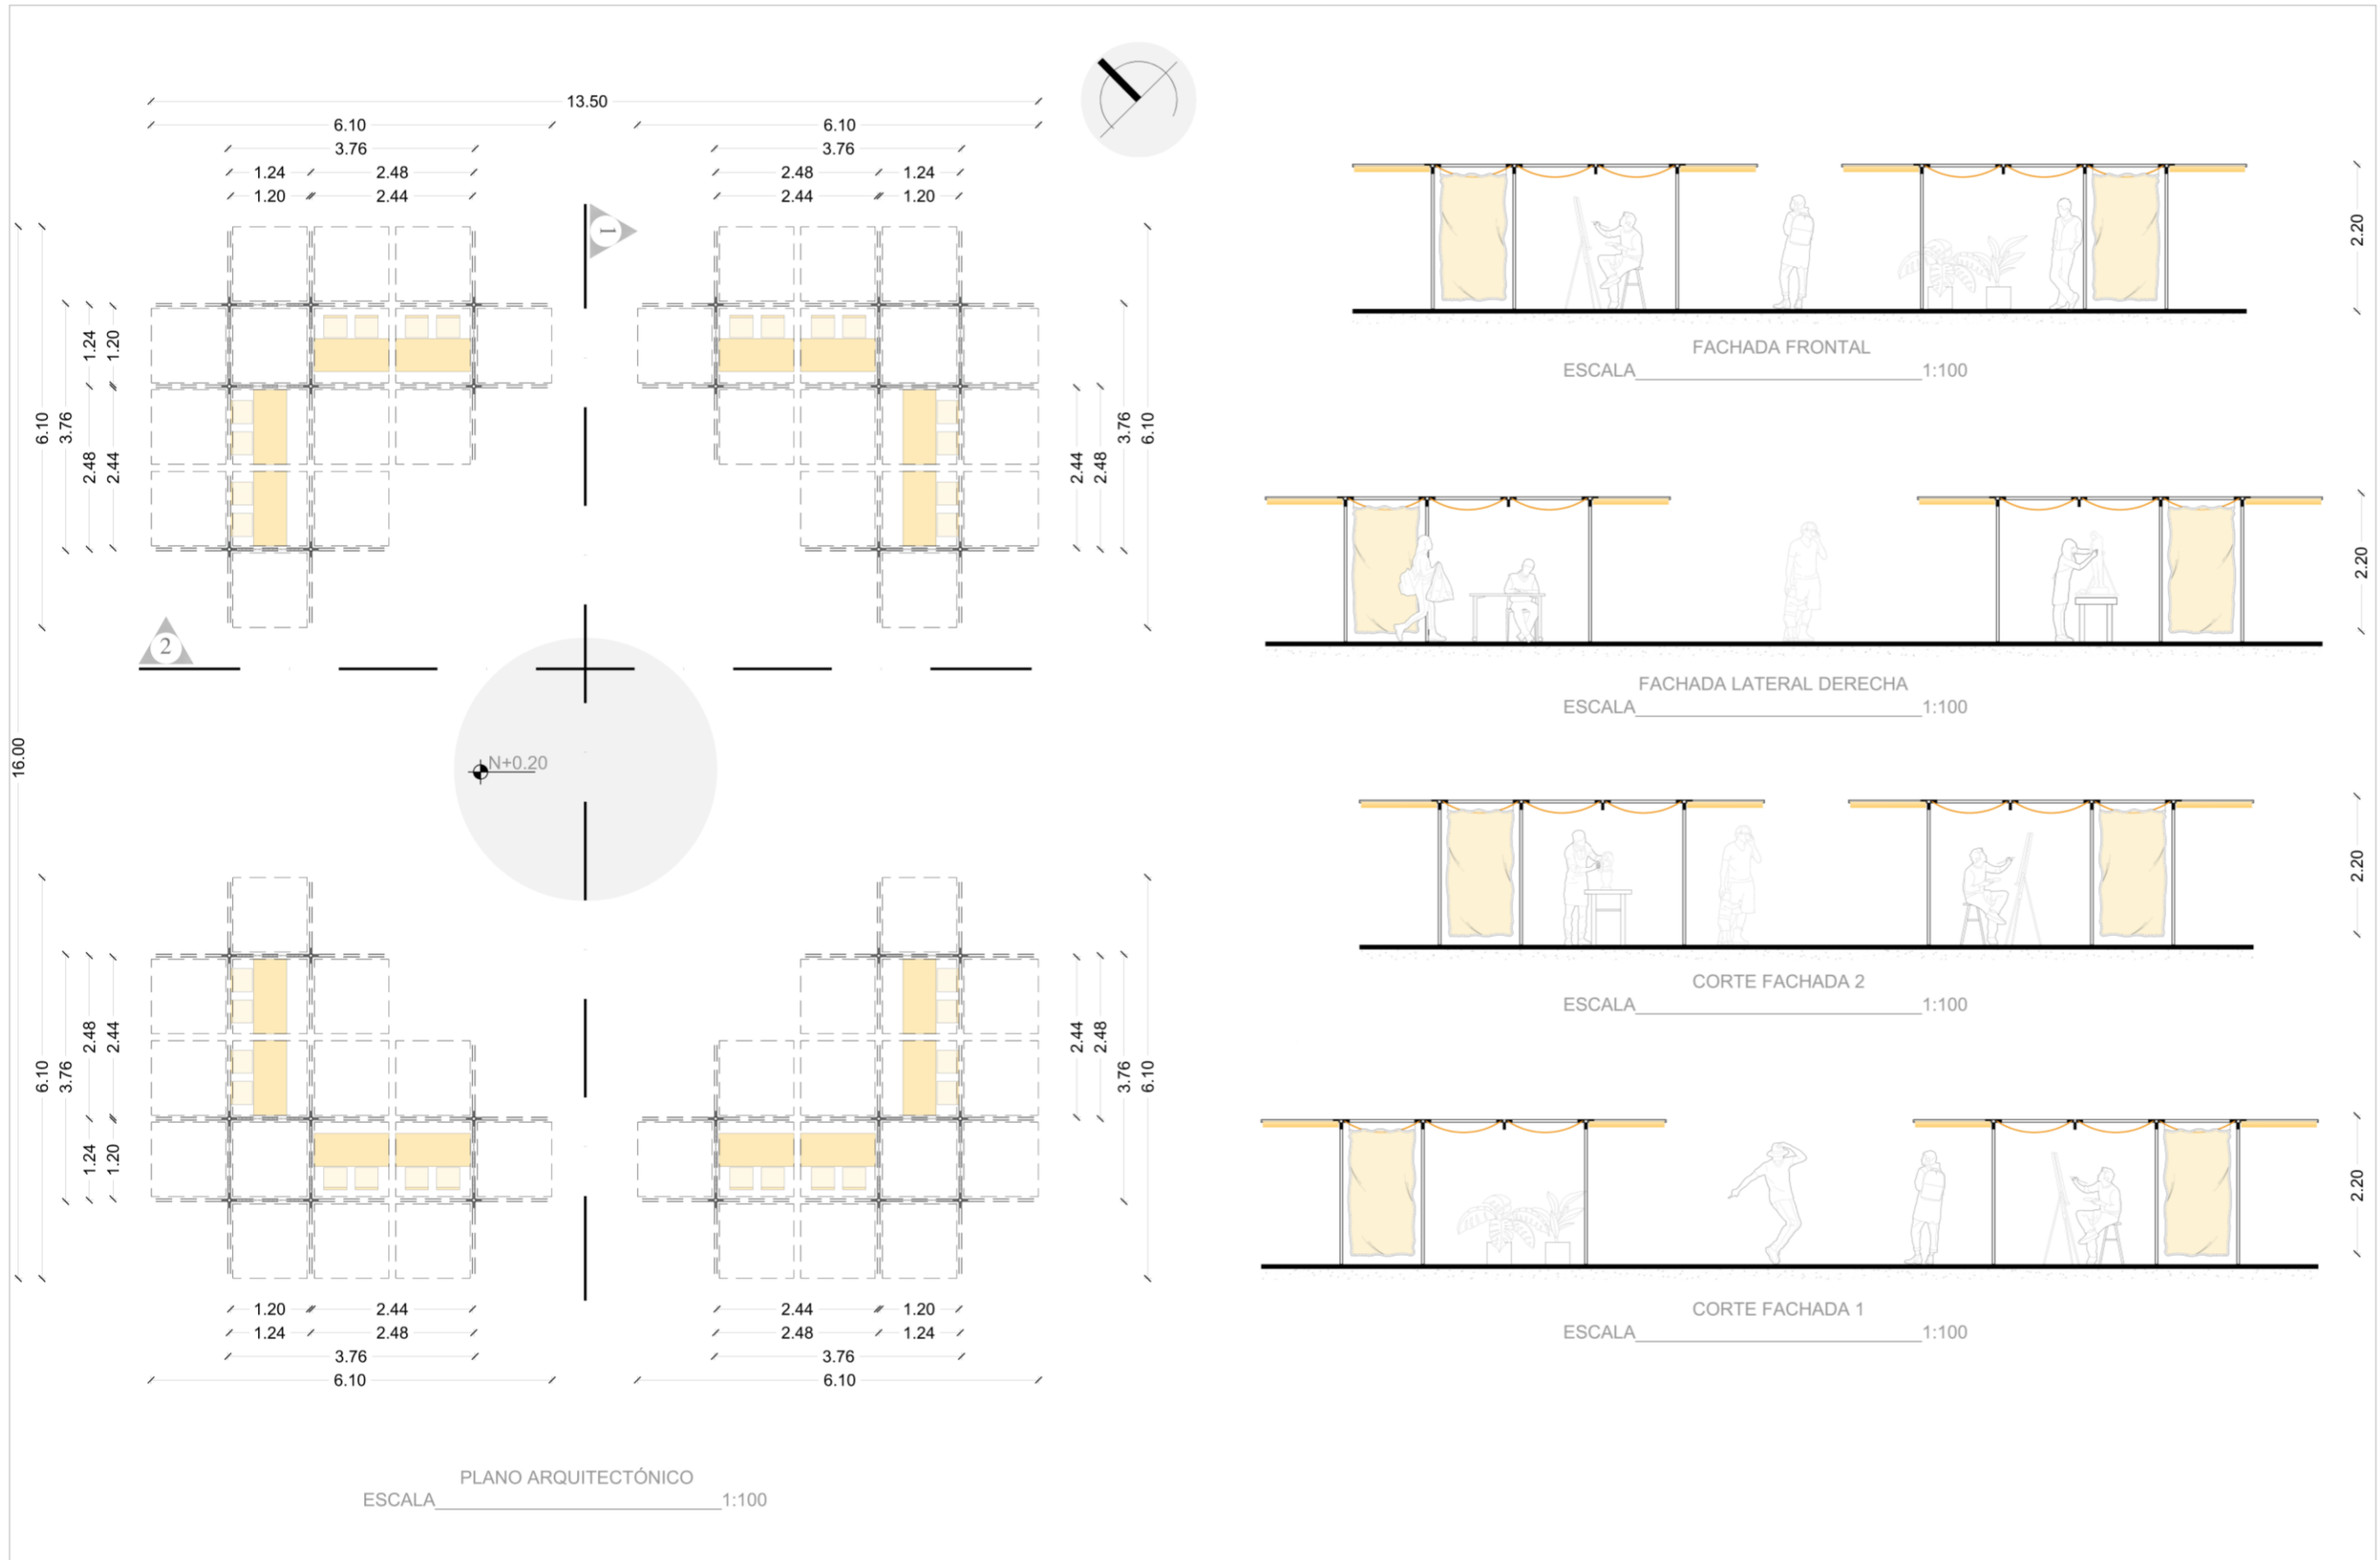 13.50
6.10 6.10
3.76 3.76
1.24 2.48 2.48 1.24
1.20 2.44 2.44 1.20
1
6.10
3.76
1.24
2.48
1.20
2.44
2.44
2.48
3.76
6.10
2
16.00
N+0.20
6.10
3.76
2.48
1.24
2.44
1.20
2.44
2.48
3.76
6.10
1.20 2.44 2.44 1.20
1.24 2.48 2.48 1.24
3.76 3.76
6.10 6.10
PLANO ARQUITECTÓNICO
ESCALA 1:100
2.20
FACHADA FRONTAL
ESCALA 1:100
2.20
FACHADA LATERAL DERECHA
ESCALA 1:100
2.20
CORTE FACHADA 2
ESCALA 1:100
2.20
CORTE FACHADA 1
ESCALA 1:100